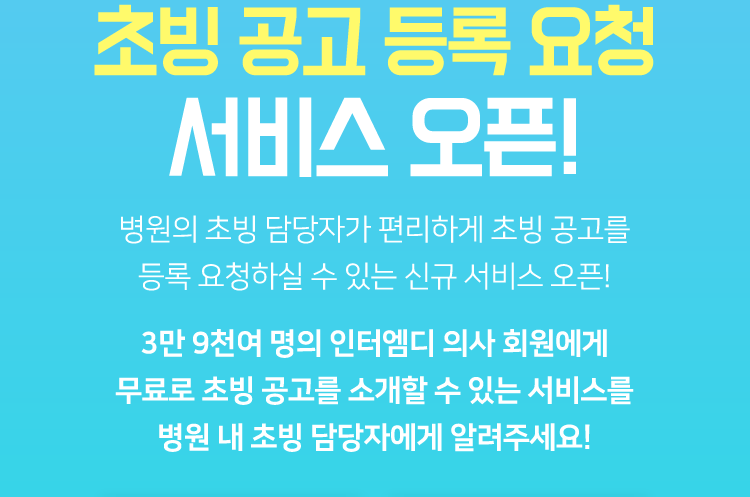 초빙 공고 등록 요청
서비스 오픈!
병원의 초빙 담당자가 편리하게 초빙 공고를
등록 요청하실 수 있는 신규 서비스 오픈!
3만 9천여 명의 인터엠디 의사 회원에게
무료로 초빙 공고를 소개할 수 있는 서비스를
병원 내 초빙 담당자에게 알려주세요!